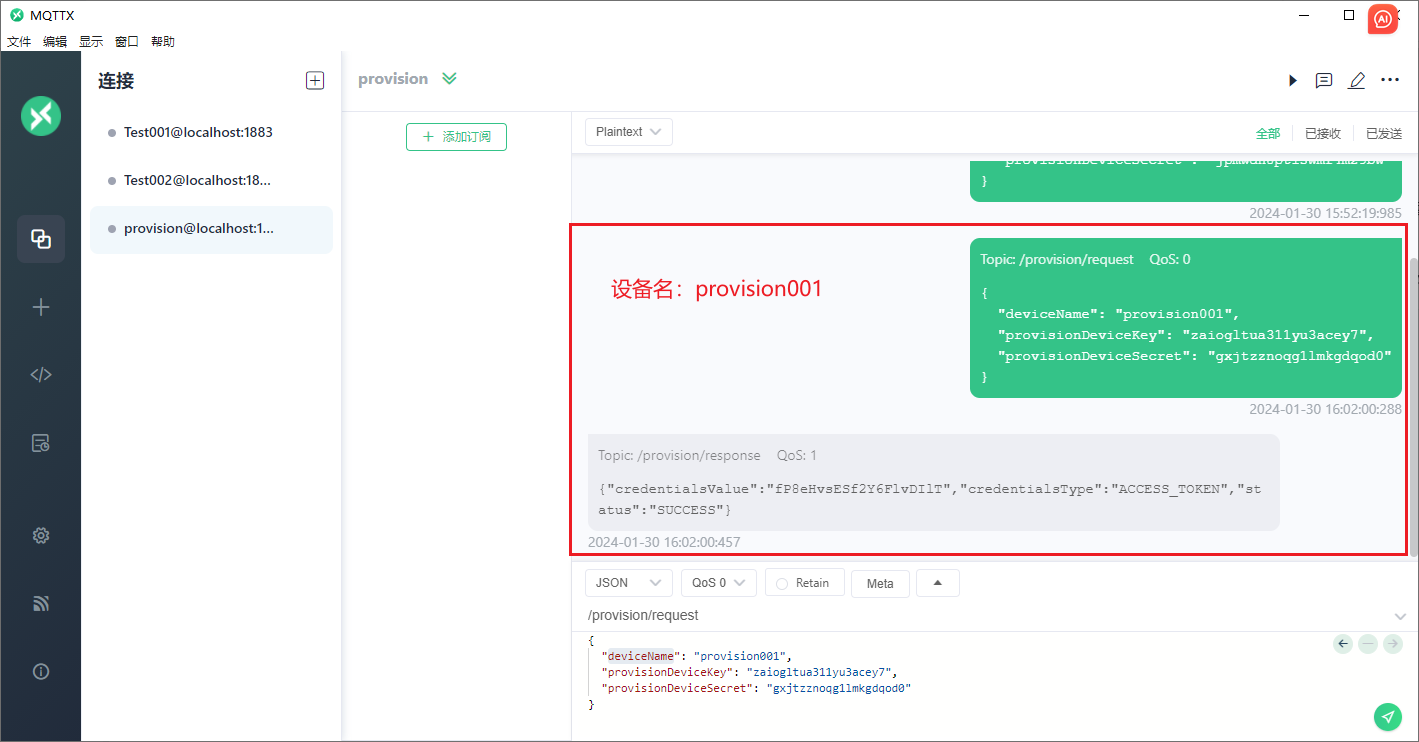 MQTTX
文件 编辑 显示 窗口 帮助
连接
Test001@localhost:1883
Test002@localhost:18...
provision@localhost:1...
provision
添加订阅
Plaintext
全部 已接收 已发送
}
2024-01-30 15:52:19:985
设备名：provision001
Topic: /provision/request QoS: 0
{
"deviceName": "provision001",
"provisionDeviceKey": "zaiogltua311yu3acey7",
"provisionDeviceSecret": "gxjtzznoqg1lmkgdqod0"
}
2024-01-30 16:02:00:288
Topic: /provision/response QoS: 1
{"credentialsValue":"fP8eHvsESf2Y6FlvDIlT","credentialsType":"ACCESS_TOKEN","st
atus":"SUCCESS"}
2024-01-30 16:02:00:457
JSON QoS 0 Retain Meta
/provision/request
{
"deviceName": "provision001",
"provisionDeviceKey": "zaiogltua311yu3acey7",
"provisionDeviceSecret": "gxjtzznoqg1lmkgdqod0"
}